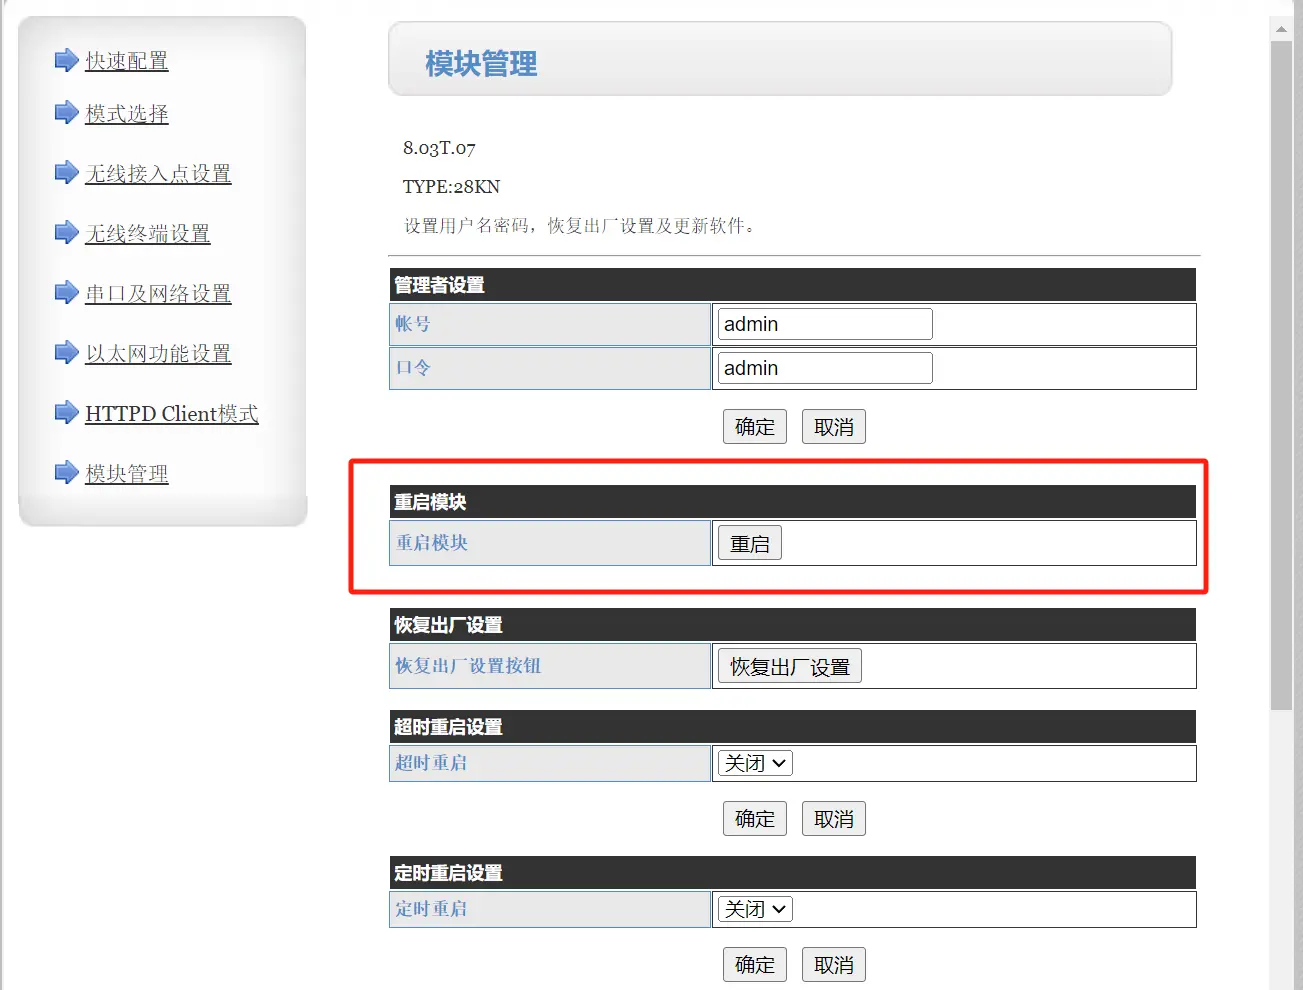 快速配置
模式选择
无线接入点设置
无线终端设置
串口及网络设置
以太网功能设置
HTTPD Client模式
模块管理
模块管理
8.03T.07
TYPE:28KN
设置用户名密码，恢复出厂设置及更新软件。
管理者设置
帐号 admin
口令 admin
确定 取消
重启模块
重启模块 重启
恢复出厂设置
恢复出厂设置按钮 恢复出厂设置
超时重启设置
超时重启 关闭
确定 取消
定时重启设置
定时重启 关闭
确定 取消